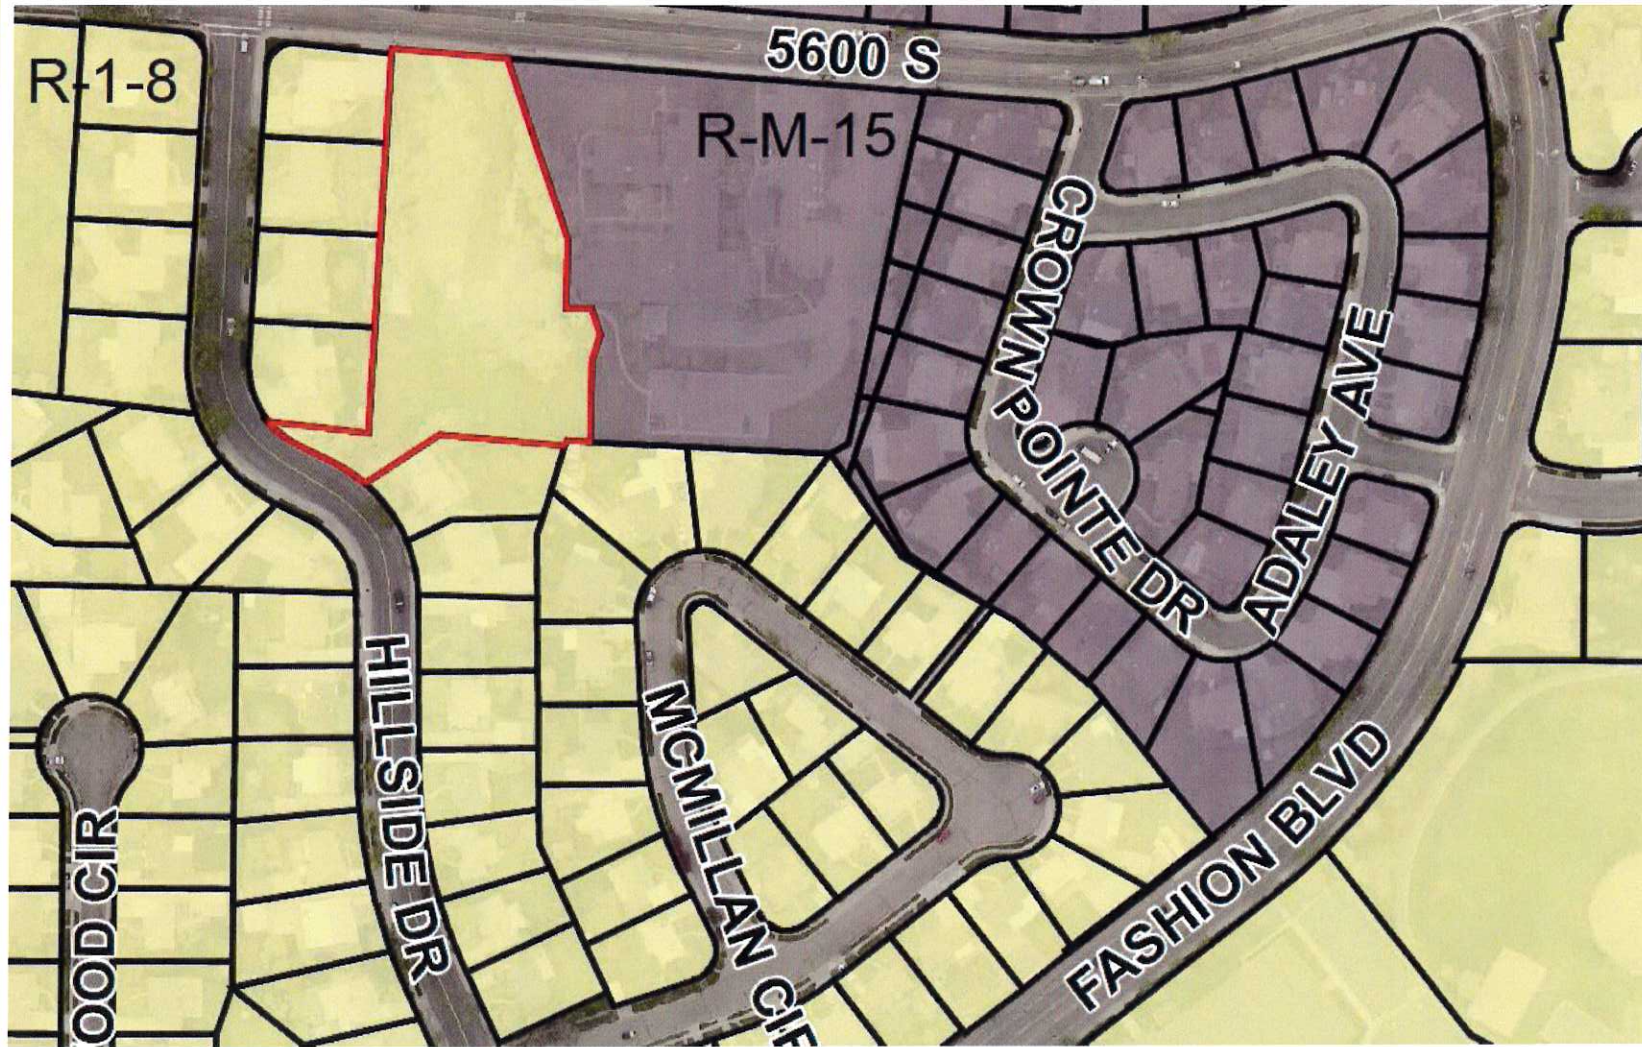 5600 S
R-1-8
R-M-15
CROWN POINTE DR
ADALEY AVE
HILLSIDE DR
MCMILLAN CIR
FASHION BLVD
OOD CIR